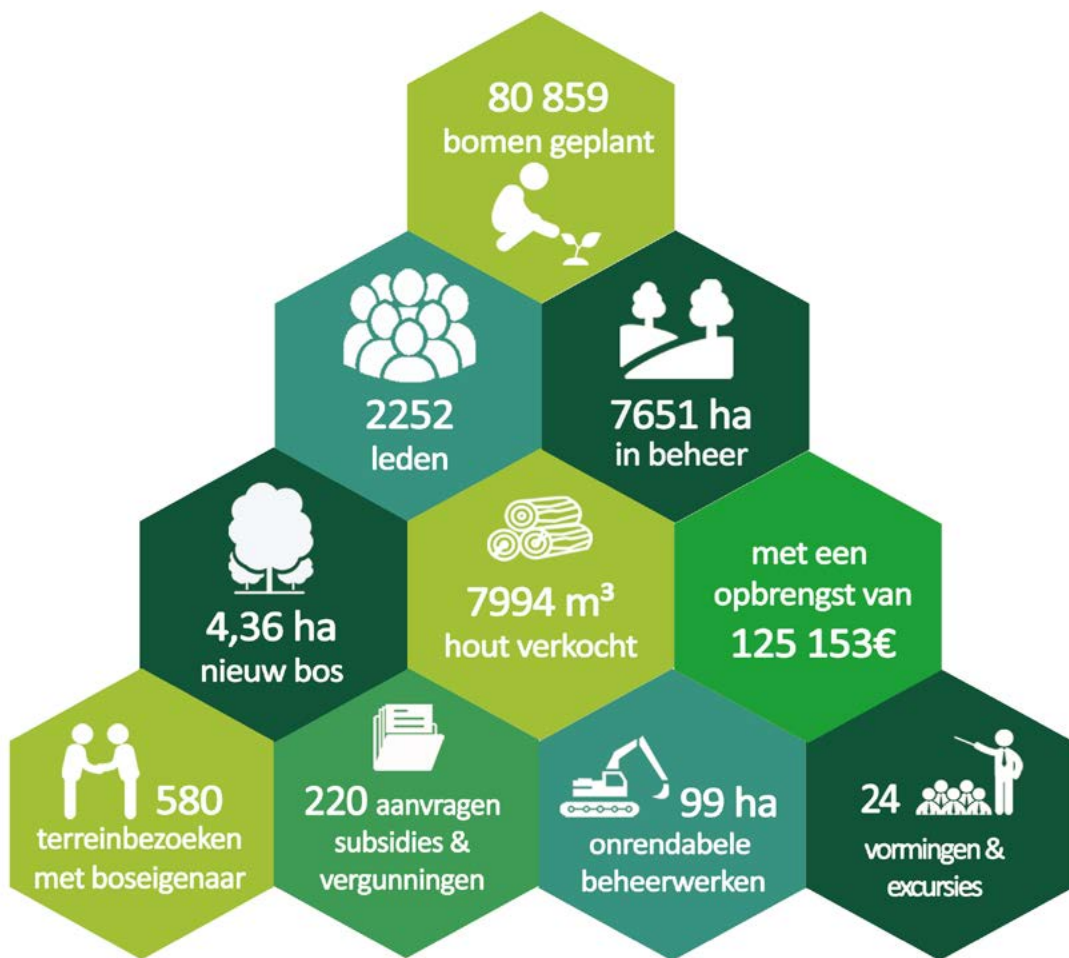 80 859
bomen geplant
2252
leden
7651 ha
in beheer
4,36 ha
nieuw bos
7994 m³
hout verkocht
met een
opbrengst van
125 153€
580
terreinbezoeken
met boseigenaar
220 aanvragen
subsidies &
vergunningen
99 ha
onrendabele
beheerwerken
24
vormingen &
excursies